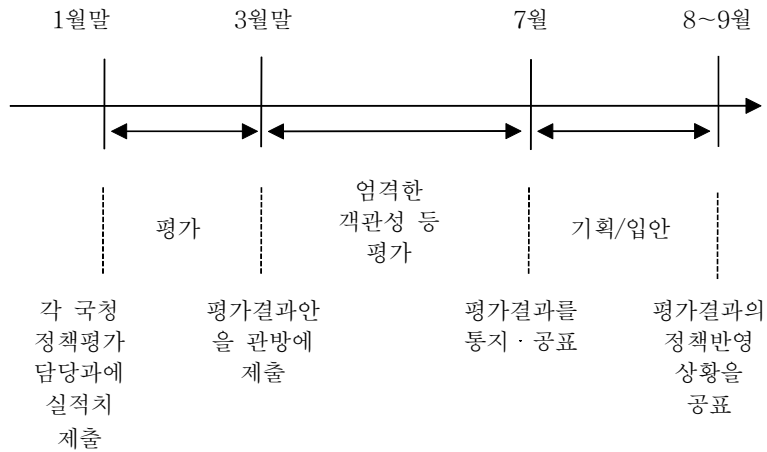 1월말 3월말 7월 8~9월
평가
엄격한
객관성 등
평가
기획/입안
각 국청
정책평가
담당과에
실적치
제출
평가결과안
을 관방에
제출
평가결과를
통지·공표
평가결과의
정책반영
상황을
공표